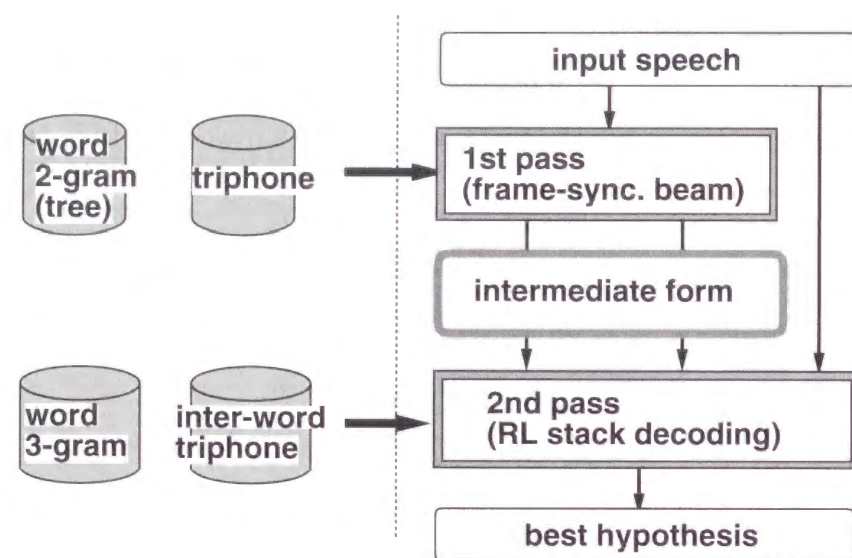 input speech
word
2-gram
(tree)
triphone
1st pass
(frame-sync. beam)
intermediate form
word
3-gram
inter-word
triphone
2nd pass
(RL stack decoding)
best hypothesis